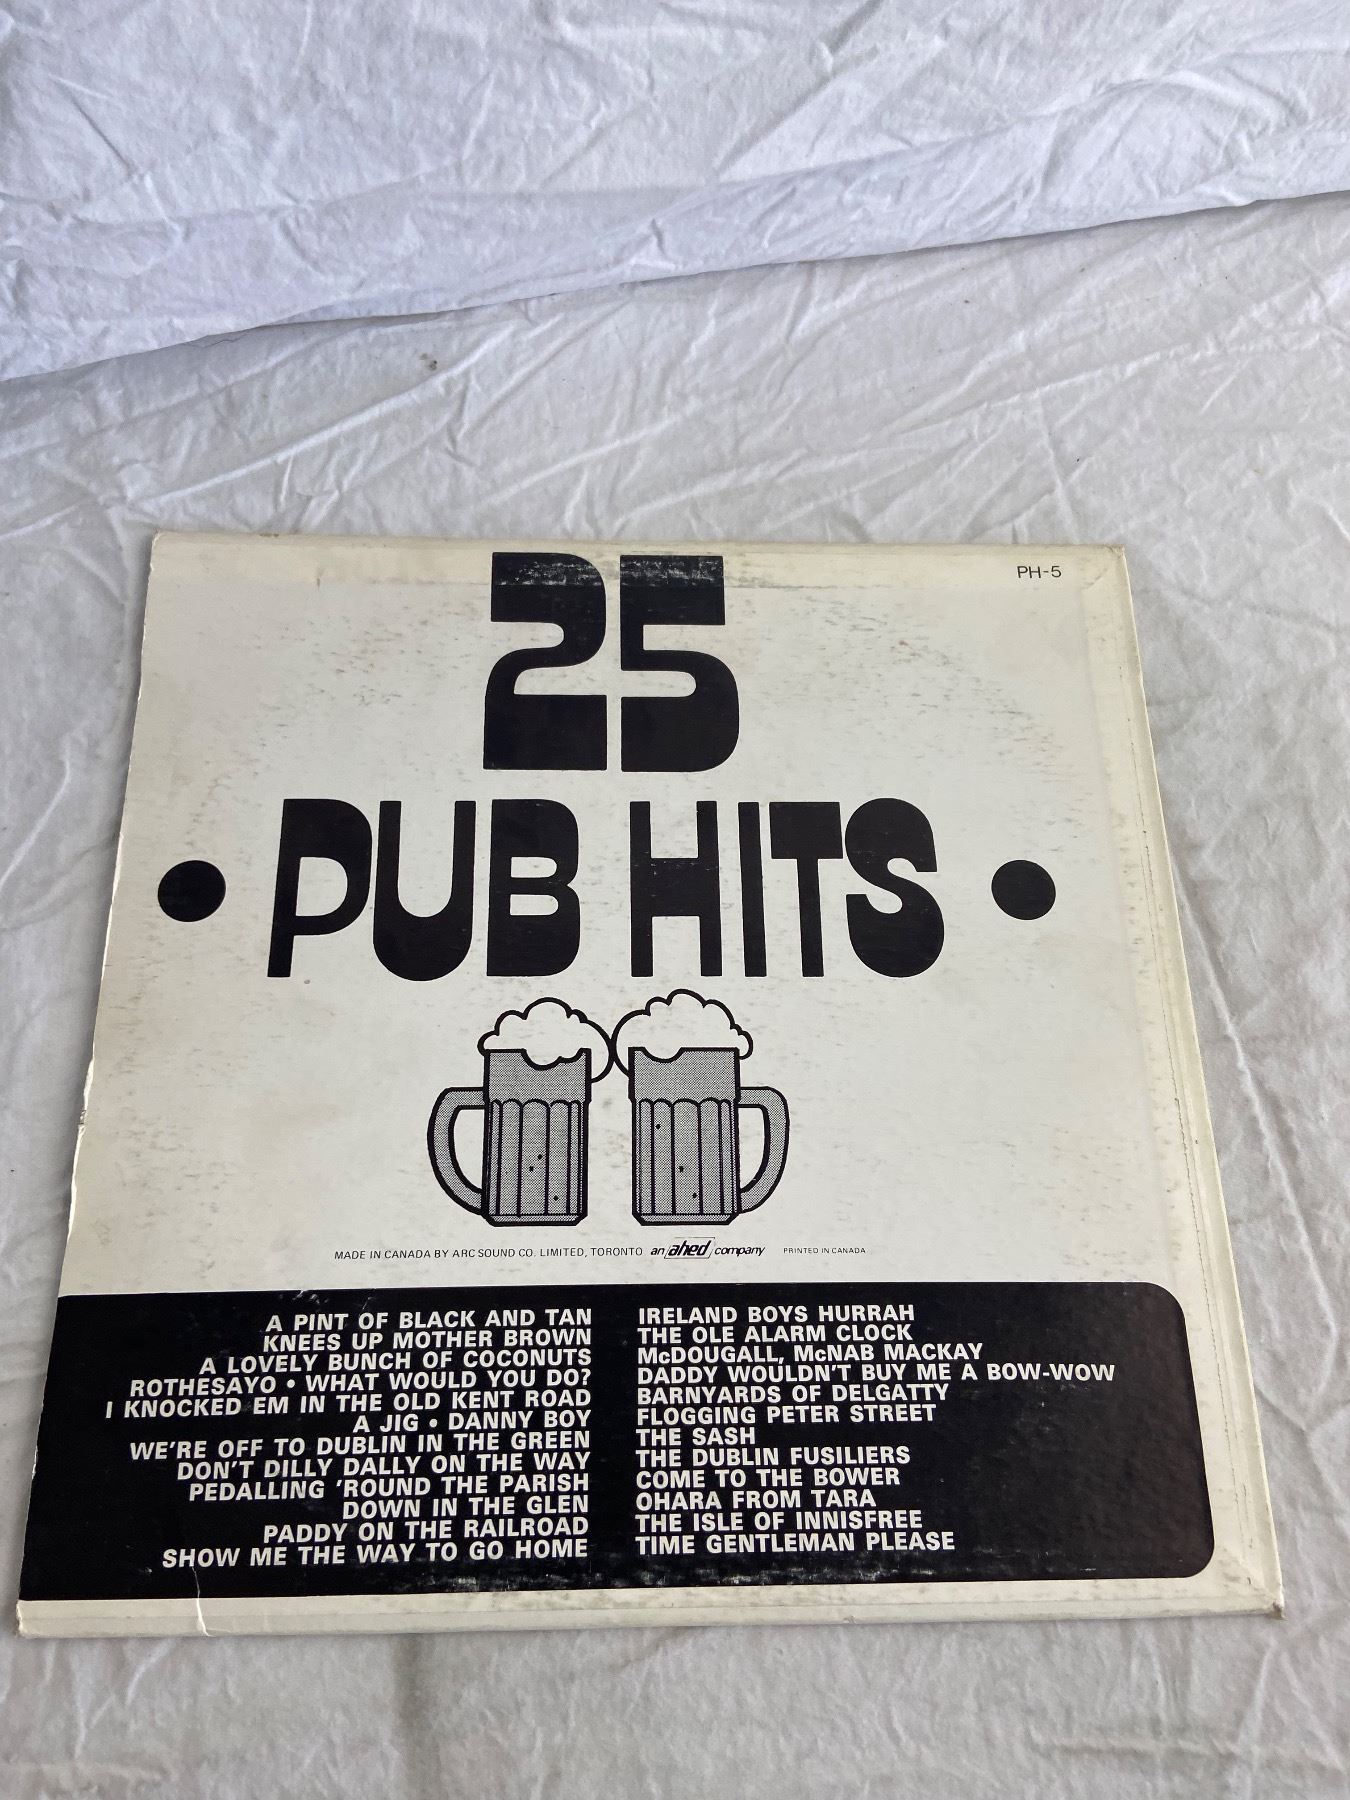 PH-5
25
• PUB HITS •
MADE IN CANADA BY ARC SOUND CO. LIMITED, TORONTO an ahed company PRINTED IN CANADA
A PINT OF BLACK AND TAN
KNEES UP MOTHER BROWN
A LOVELY BUNCH OF COCONUTS
ROTHESAYO • WHAT WOULD YOU DO?
I KNOCKED EM IN THE OLD KENT ROAD
A JIG • DANNY BOY
WE'RE OFF TO DUBLIN IN THE GREEN
DON'T DILLY DALLY ON THE WAY
PEDALLING 'ROUND THE PARISH
DOWN IN THE GLEN
PADDY ON THE RAILROAD
SHOW ME THE WAY TO GO HOME
IRELAND BOYS HURRAH
THE OLE ALARM CLOCK
McDOUGALL, McNAB MACKAY
DADDY WOULDN'T BUY ME A BOW-WOW
BARNYARDS OF DELGATTY
FLOGGING PETER STREET
THE SASH
THE DUBLIN FUSILIERS
COME TO THE BOWER
OHARA FROM TARA
THE ISLE OF INNISFREE
TIME GENTLEMAN PLEASE